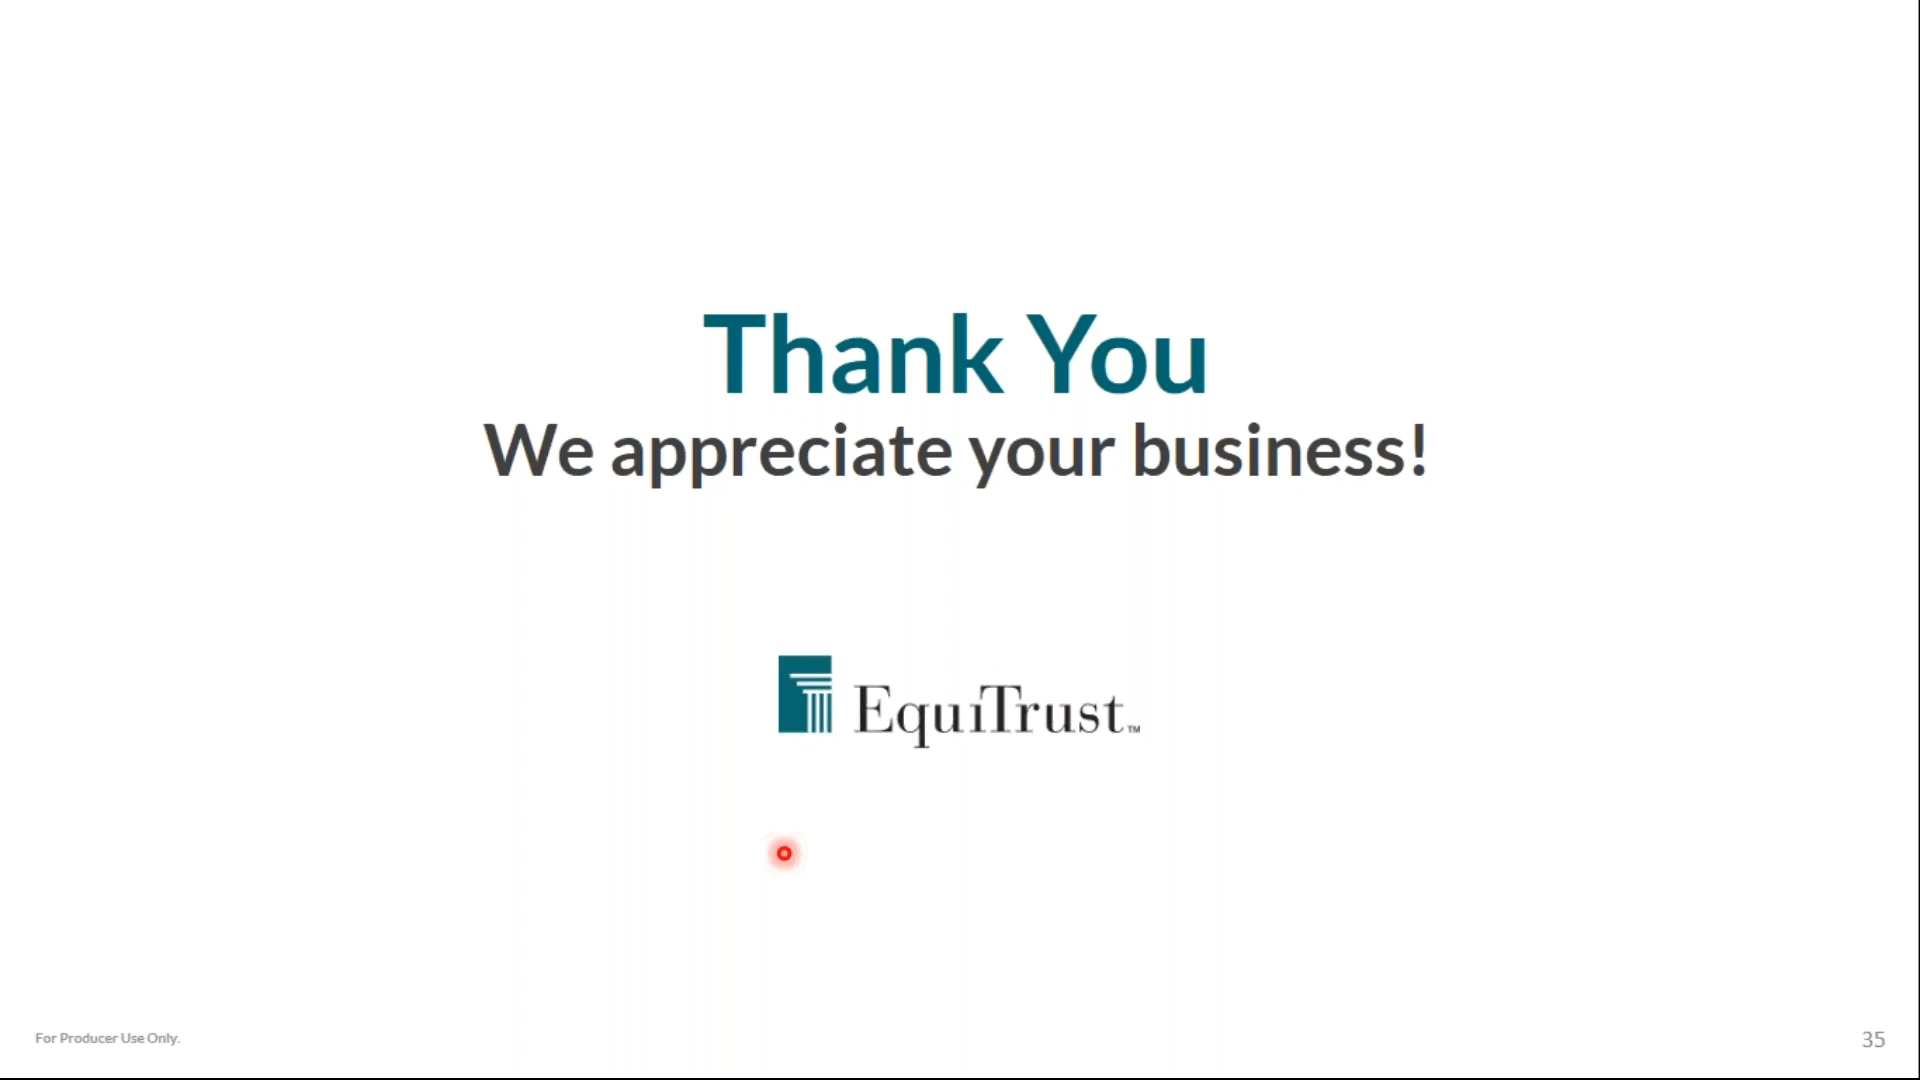 Thank You
We appreciate your business!
EquiTrust™
For Producer Use Only.
35